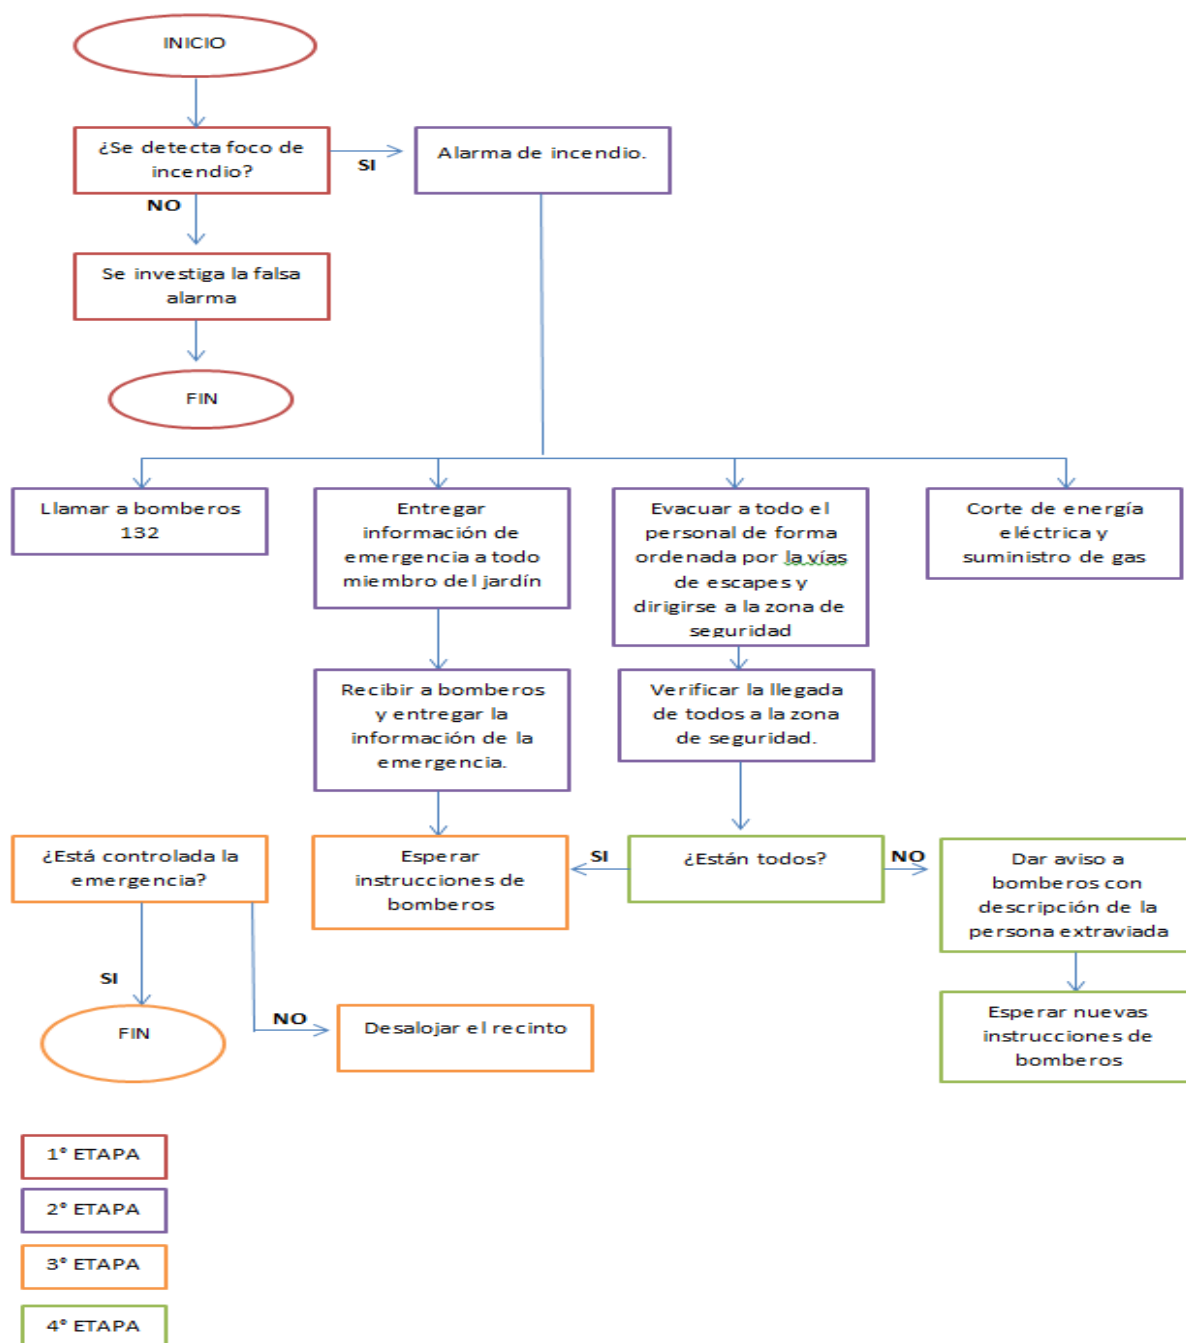 INICIO
¿Se detecta foco de
incendio?
SI
Alarma de incendio.
NO
Se investiga la falsa
alarma
FIN
Llamar a bomberos
132
Entregar
información de
emergencia a todo
miembro del jardín
Evacuar a todo el
personal de forma
ordenada por la vías
de escapes y
dirigirse a la zona de
seguridad
Corte de energía
eléctrica y
suministro de gas
Recibir a bomberos
y entregar la
información de la
emergencia.
Verificar la llegada
de todos a la zona
de seguridad.
¿Está controlada la
emergencia?
Esperar
instrucciones de
bomberos
SI
¿Están todos?
NO
Dar aviso a
bomberos con
descripción de la
persona extraviada
SI
FIN
NO
Desalojar el recinto
Esperar nuevas
instrucciones de
bomberos
1° ETAPA
2° ETAPA
3° ETAPA
4° ETAPA